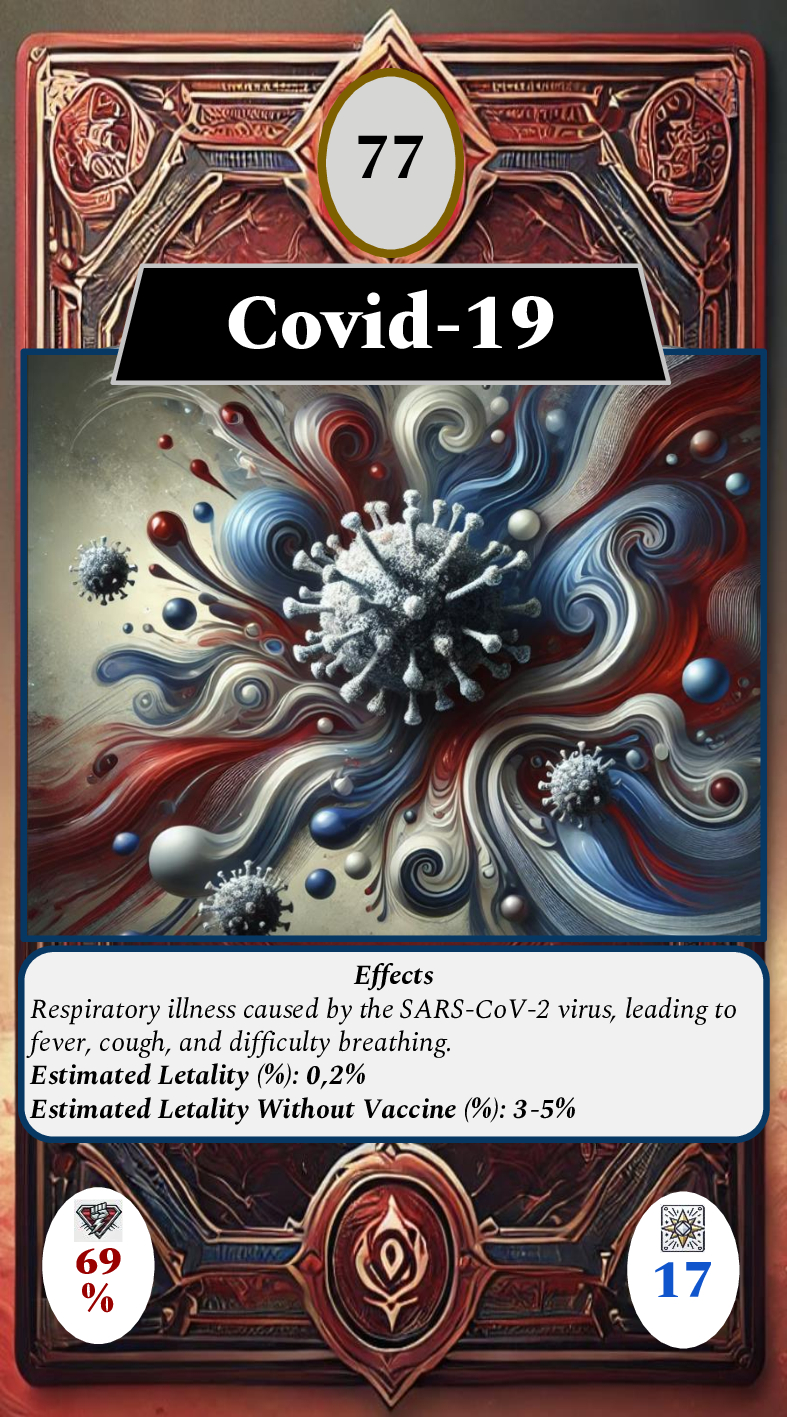 77
Covid-19
Effects
Respiratory illness caused by the SARS-CoV-2 virus, leading to
fever, cough, and difficulty breathing.
Estimated Letality (%): 0,2%
Estimated Letality Without Vaccine (%): 3-5%
69
%
17